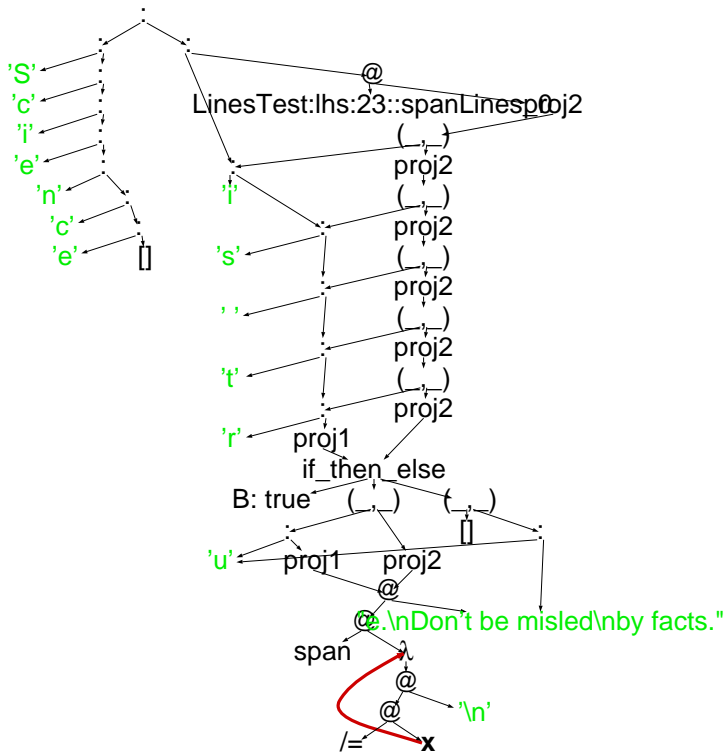 :
: :
'S' : @
'c' : LinesTest:lhs:23::spanLines_0 proj2
'i' : (_,_)
'e' : : proj2
'n' : 'i' (_,_)
'c' : : proj2
'e' : [] 's' (_,_)
: proj2
' ' (_,_)
: proj2
't' (_,_)
: proj2
'r' proj1
if_then_else
B: true (_,_) (_,_)
: [] :
'u' proj1 proj2
@
@ "e.\nDon't be misled\nby facts."
span λ
@
@ '\n'
/= x